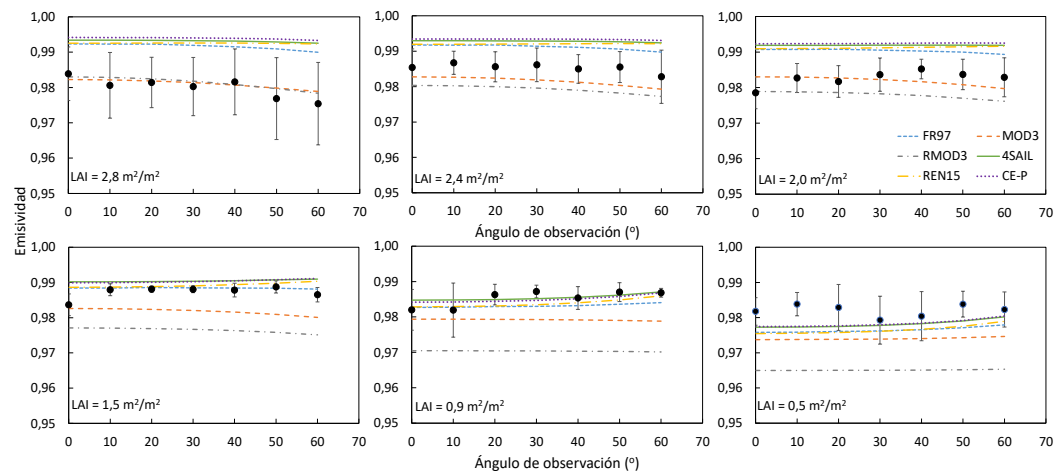 Emisividad
1,00
0,99
0,98
0,97
0,96
0,95
LAI = 2,8 m²/m²
0 10 20 30 40 50 60 70
1,00
0,99
0,98
0,97
0,96
0,95
LAI = 2,4 m²/m²
0 10 20 30 40 50 60 70
Ángulo de observación (º)
1,00
0,99
0,98
0,97
0,96
0,95
FR97 MOD3
RMOD3 4SAIL
REN15 CE-P
LAI = 2,0 m²/m²
0 10 20 30 40 50 60 70
1,00
0,99
0,98
0,97
0,96
0,95
LAI = 1,5 m²/m²
0 10 20 30 40 50 60 70
1,00
0,99
0,98
0,97
0,96
0,95
LAI = 0,9 m²/m²
0 10 20 30 40 50 60 70
Ángulo de observación (º)
1,00
0,99
0,98
0,97
0,96
0,95
LAI = 0,5 m²/m²
0 10 20 30 40 50 60 70